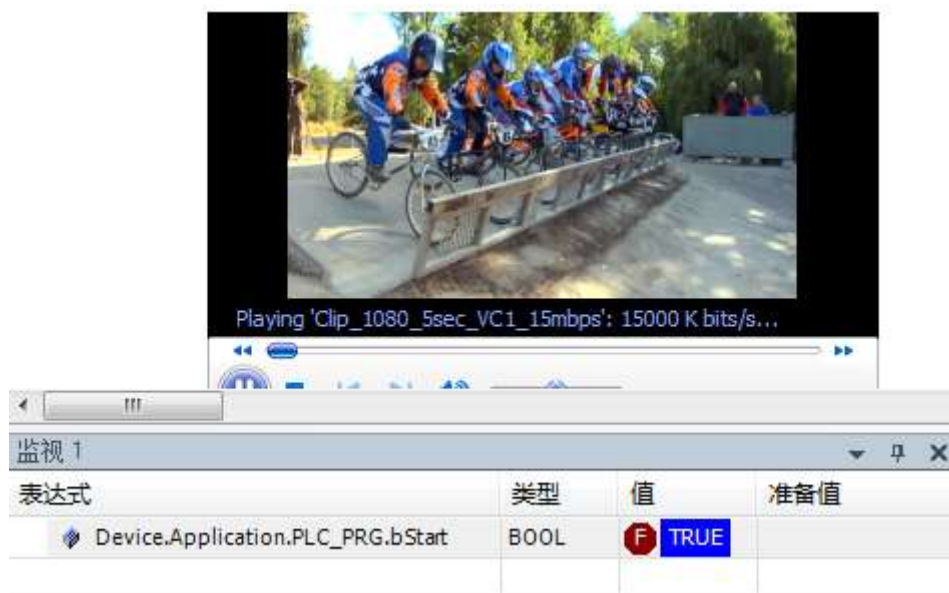 Playing 'Clip_1080_5sec_VC1_15mbps': 15000 K bits/s...
监视 1
表达式 类型 值 准备值
Device.Application.PLC_PRG.bStart BOOL F TRUE